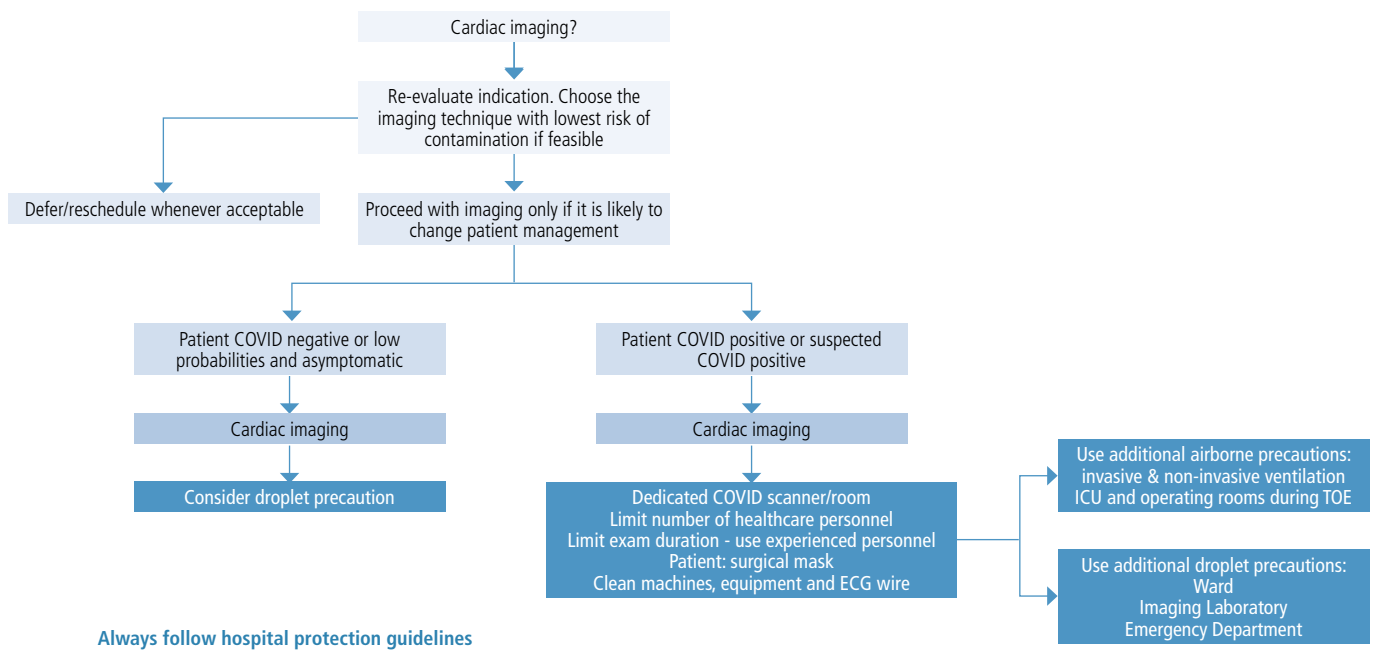 Cardiac imaging?
Re-evaluate indication. Choose the
imaging technique with lowest risk of
contamination if feasible
Defer/reschedule whenever acceptable
Proceed with imaging only if it is likely to
change patient management
Patient COVID negative or low
probabilities and asymptomatic
Patient COVID positive or suspected
COVID positive
Cardiac imaging
Cardiac imaging
Consider droplet precaution
Dedicated COVID scanner/room
Limit number of healthcare personnel
Limit exam duration - use experienced personnel
Patient: surgical mask
Clean machines, equipment and ECG wire
Use additional airborne precautions:
invasive & non-invasive ventilation
ICU and operating rooms during TOE
Use additional droplet precautions:
Ward
Imaging Laboratory
Emergency Department
Always follow hospital protection guidelines